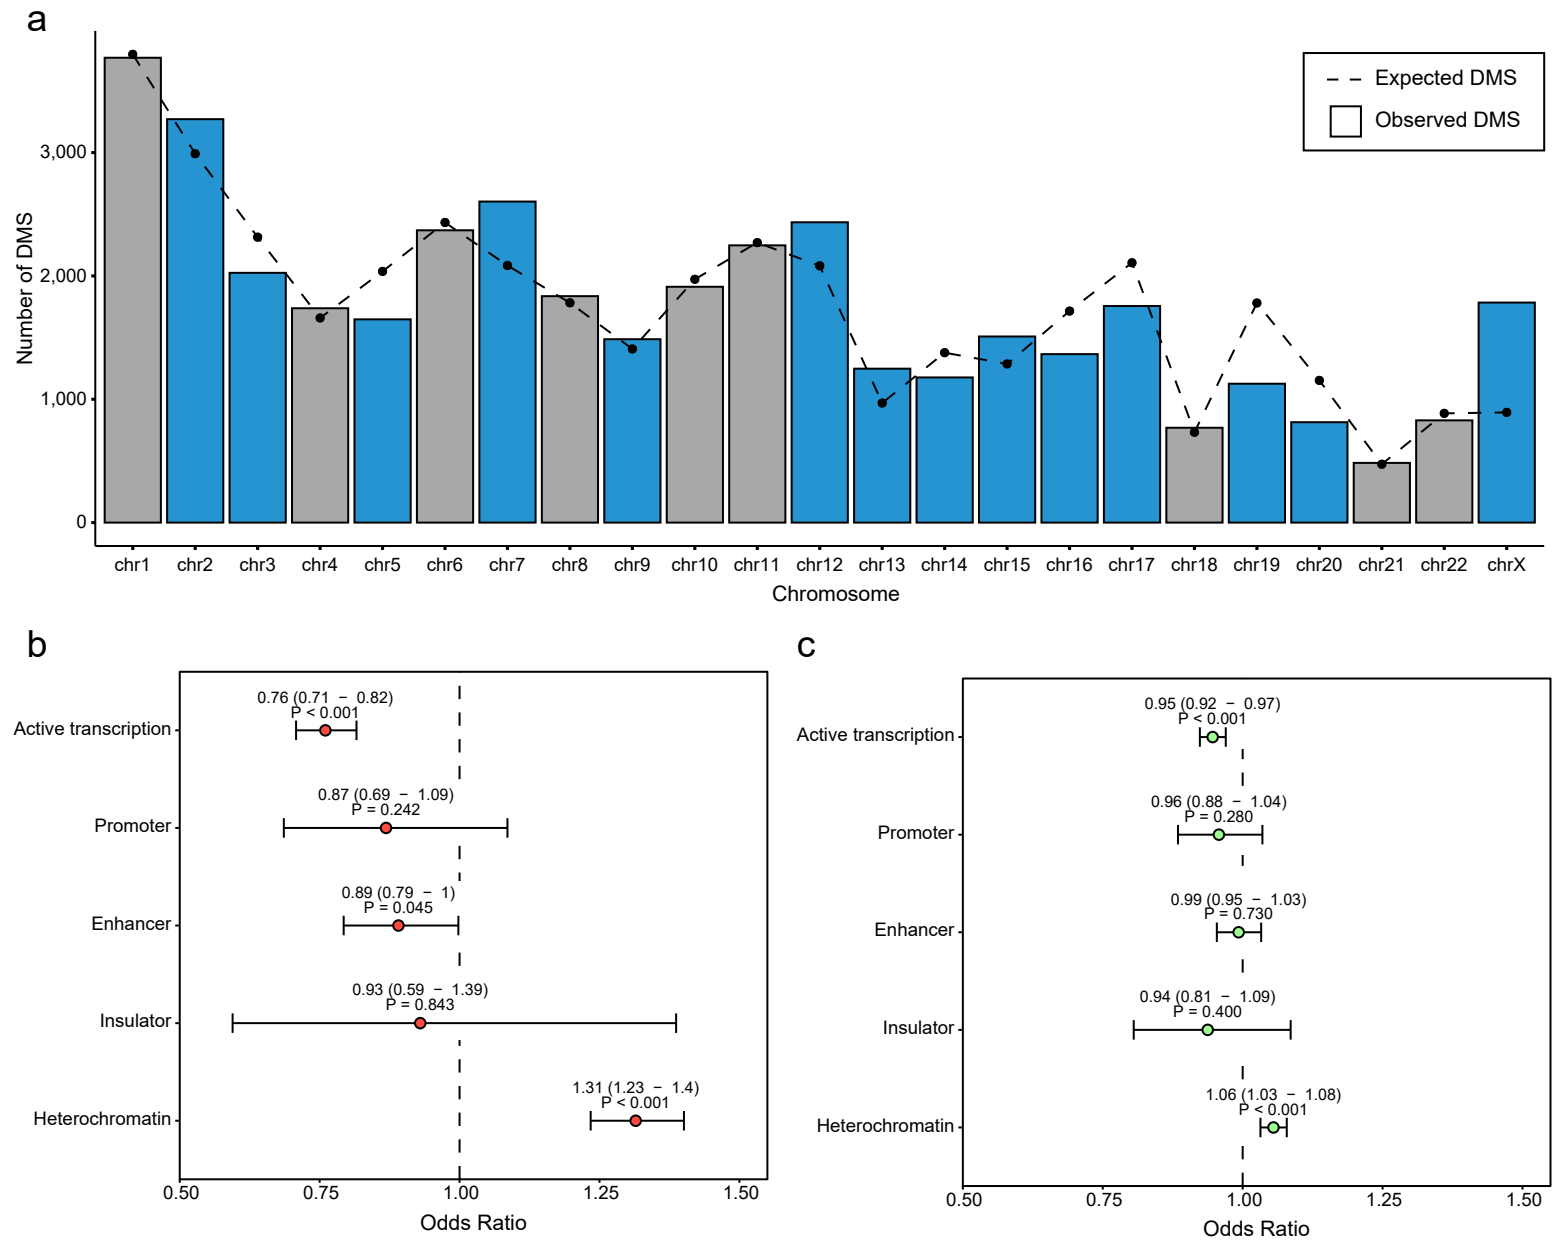 a
Expected DMS
Observed DMS
Number of DMS
3,000
2,000
1,000
0
chr1 chr2 chr3 chr4 chr5 chr6 chr7 chr8 chr9 chr10 chr11 chr12 chr13 chr14 chr15 chr16 chr17 chr18 chr19 chr20 chr21 chr22 chrX
Chromosome
b
Active transcription
0.76 (0.71 − 0.82)
P < 0.001
Promoter
0.87 (0.69 − 1.09)
P = 0.242
Enhancer
0.89 (0.79 − 1)
P = 0.045
Insulator
0.93 (0.59 − 1.39)
P = 0.843
Heterochromatin
1.31 (1.23 − 1.4)
P < 0.001
0.50 0.75 1.00 1.25 1.50
Odds Ratio
c
Active transcription
0.95 (0.92 − 0.97)
P < 0.001
Promoter
0.96 (0.88 − 1.04)
P = 0.280
Enhancer
0.99 (0.95 − 1.03)
P = 0.730
Insulator
0.94 (0.81 − 1.09)
P = 0.400
Heterochromatin
1.06 (1.03 − 1.08)
P < 0.001
0.50 0.75 1.00 1.25 1.50
Odds Ratio